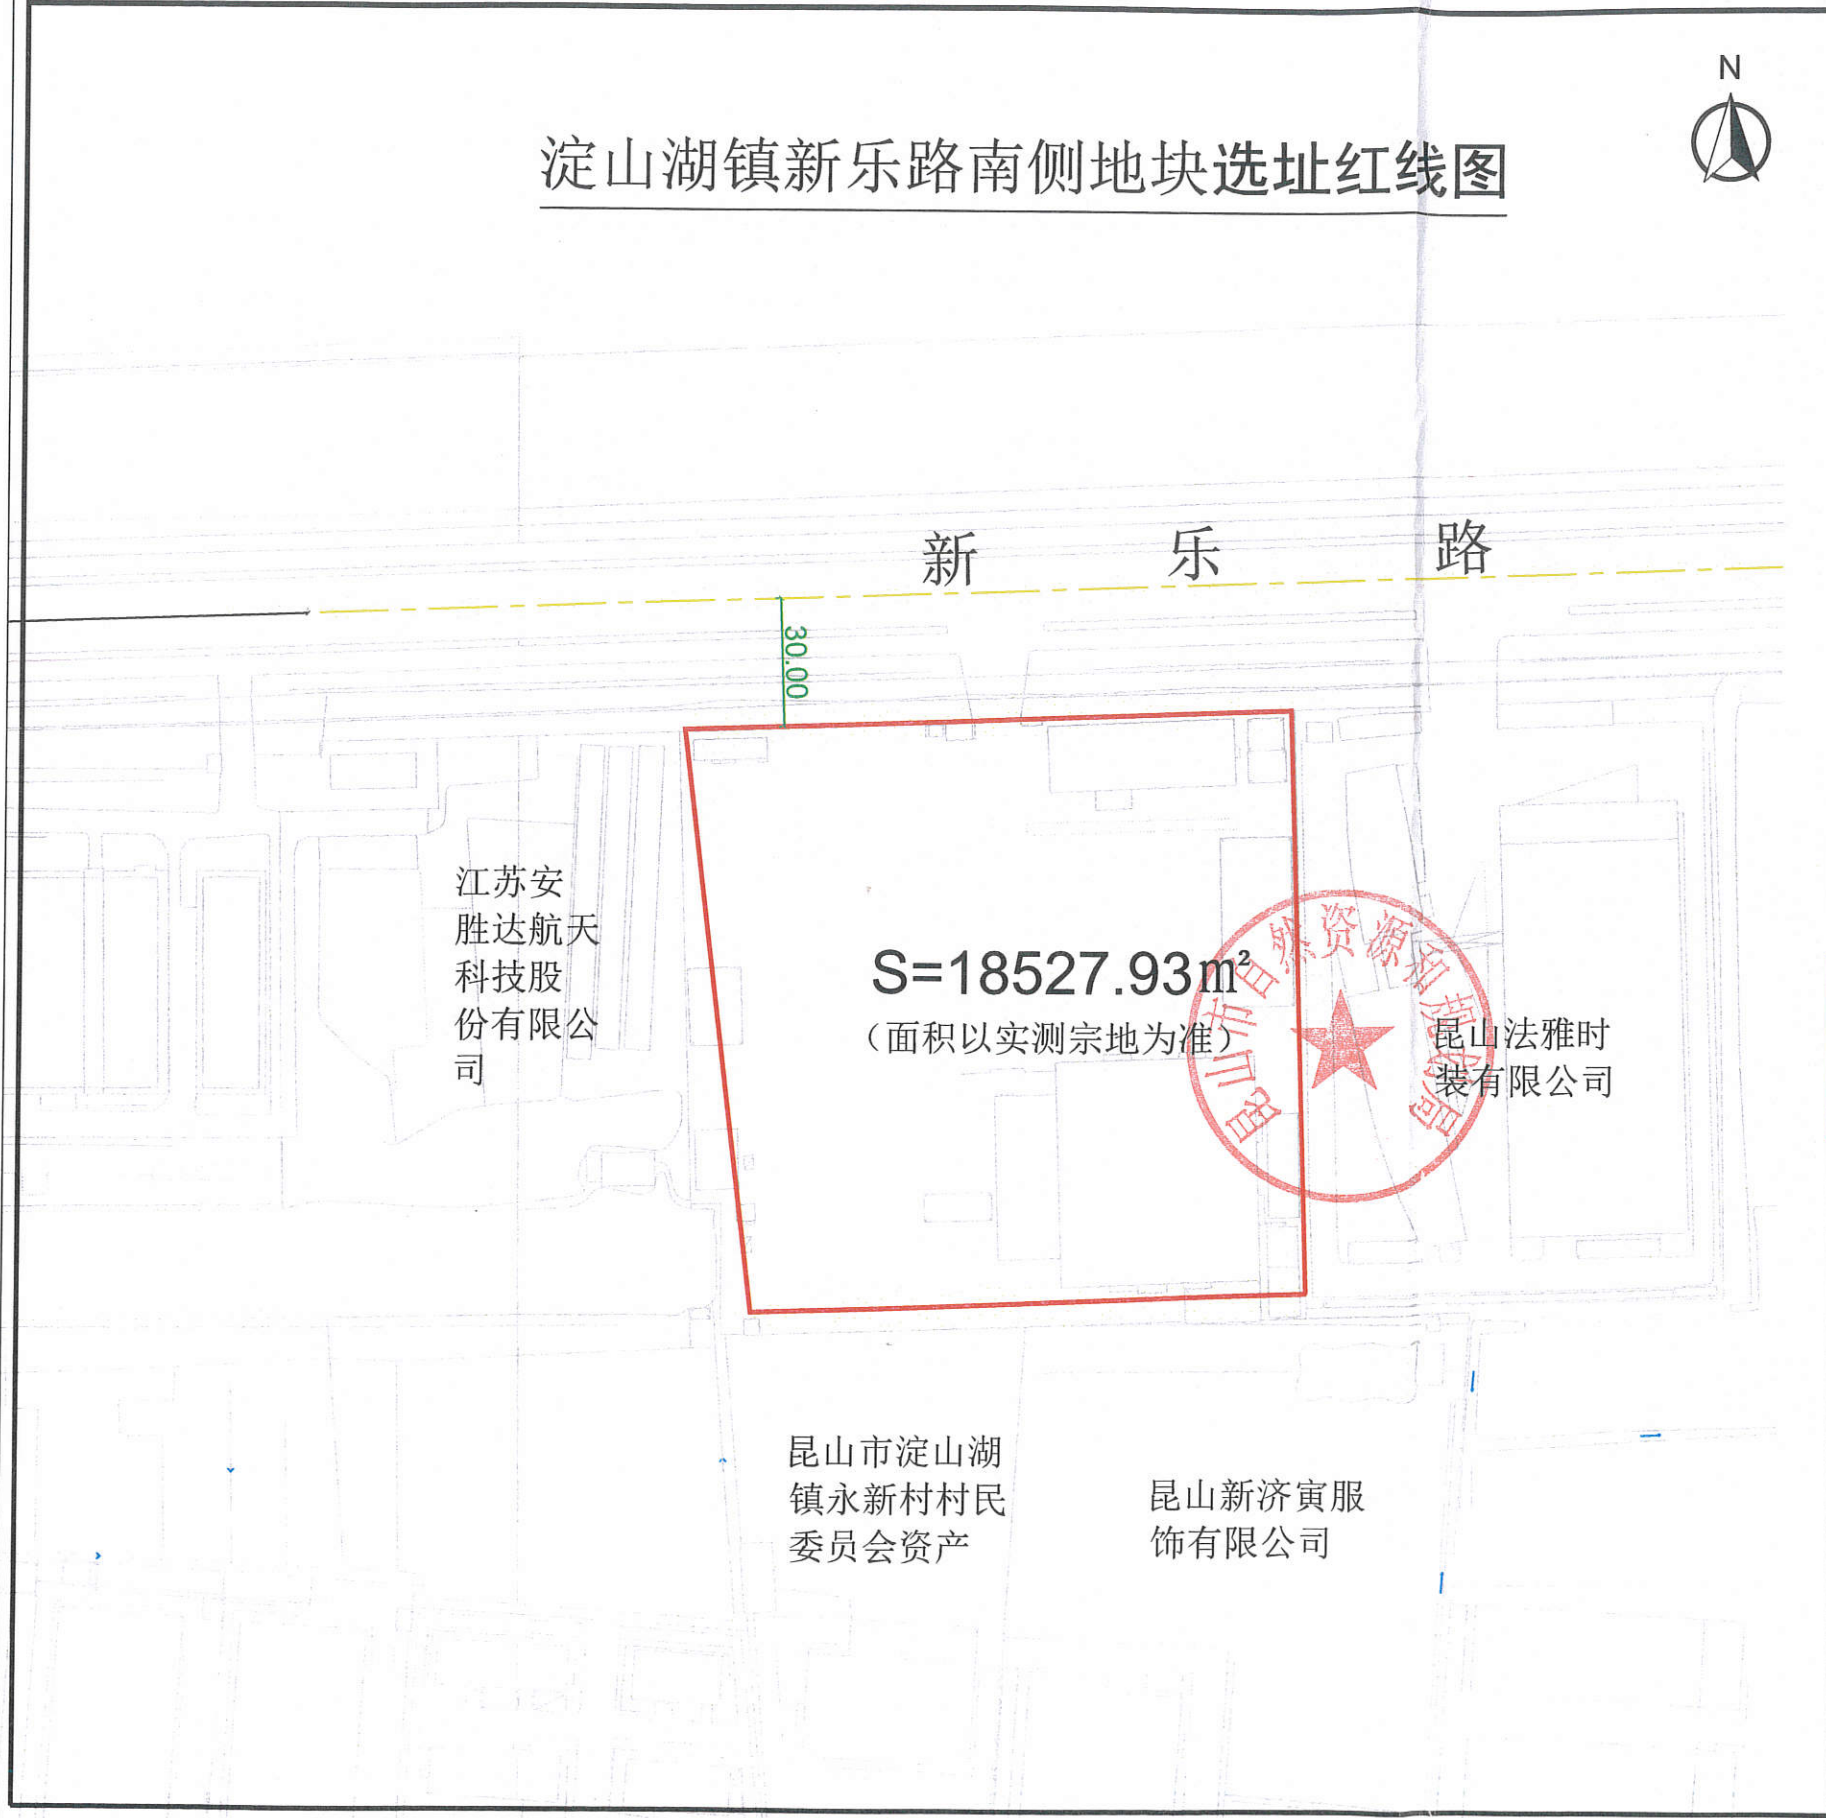 N
淀山湖镇新乐路南侧地块选址红线图
新 乐 路
30.00
江苏安
胜达航天
科技股
份有限公
司
S=18527.93m²
（面积以实测宗地为准）
昆山市自然资源和规划局
昆山法雅时
装有限公司
昆山市淀山湖
镇永新村村民
委员会资产
昆山新济寅服
饰有限公司